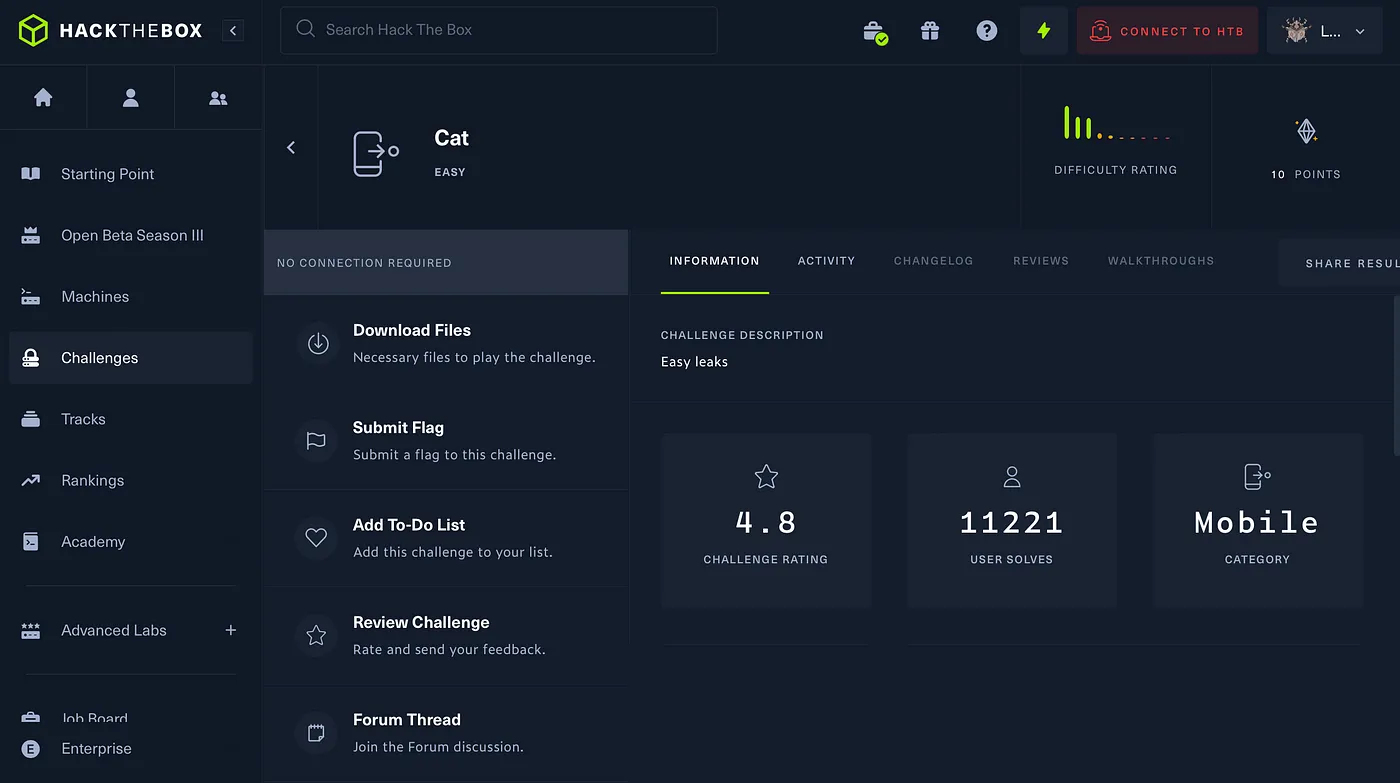 HACKTHEBOX
Search Hack The Box
CONNECT TO HTB
L...
Starting Point
Open Beta Season III
Machines
Challenges
Tracks
Rankings
Academy
Advanced Labs
Job Board
E Enterprise
Cat
EASY
DIFFICULTY RATING
10 POINTS
NO CONNECTION REQUIRED
Download Files
Necessary files to play the challenge.
Submit Flag
Submit a flag to this challenge.
Add To-Do List
Add this challenge to your list.
Review Challenge
Rate and send your feedback.
Forum Thread
Join the Forum discussion.
INFORMATION ACTIVITY CHANGELOG REVIEWS WALKTHROUGHS SHARE RESUL
CHALLENGE DESCRIPTION
Easy leaks
4.8
CHALLENGE RATING
11221
USER SOLVES
Mobile
CATEGORY